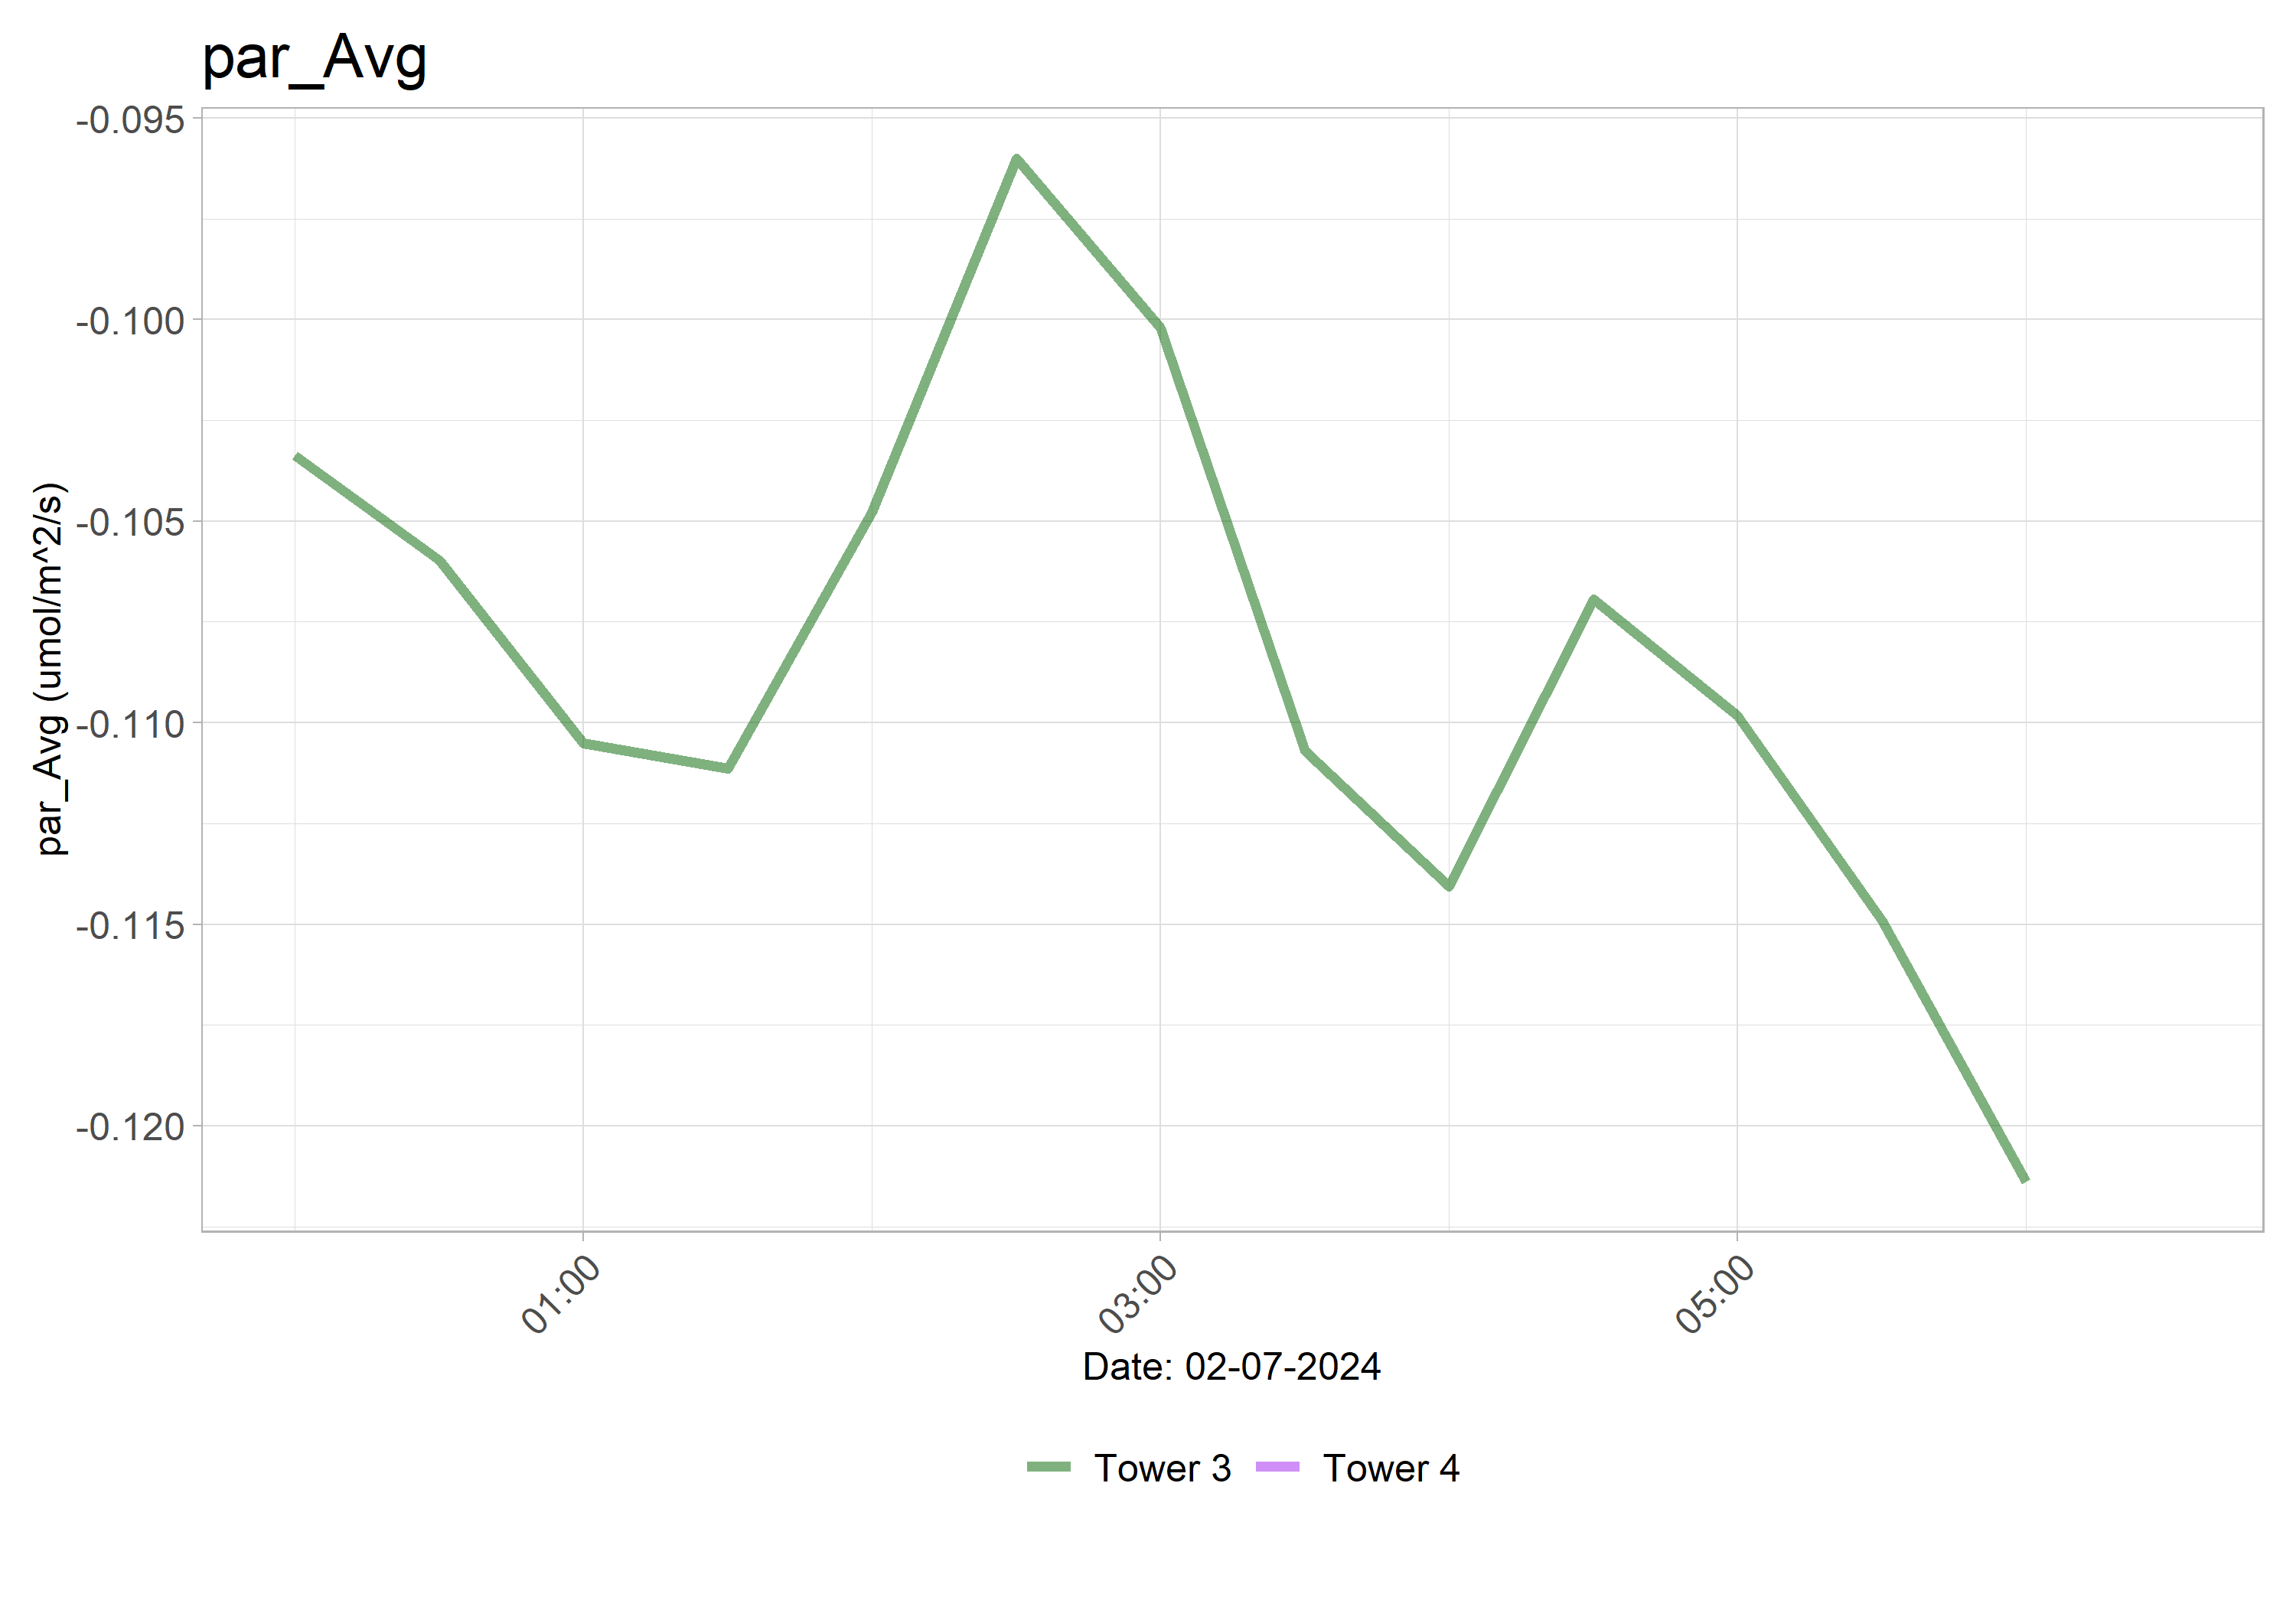 par_Avg
par_Avg (umol/m^2/s)
-0.095
-0.100
-0.105
-0.110
-0.115
-0.120
01:00
03:00
05:00
Date: 02-07-2024
Tower 3
Tower 4